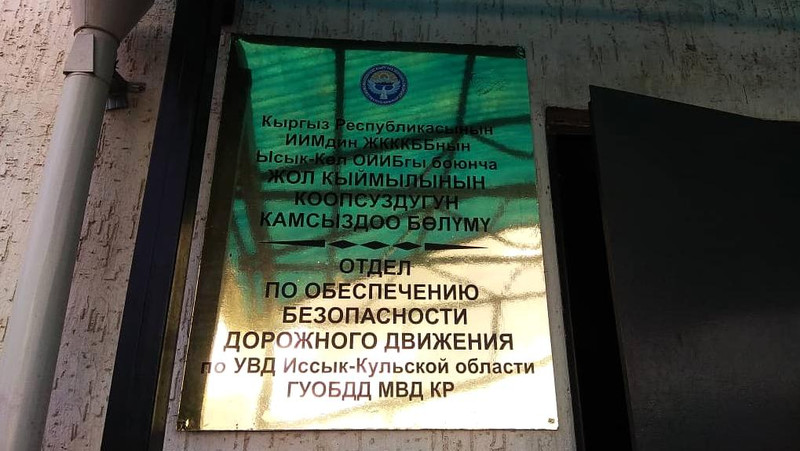 Кыргыз Республикасынын
ИИМдин ЖКККББнын
Ысык-Көл ОИИБгы боюнча
ЖОЛ КЫЙМЫЛЫНЫН
КООПСУЗДУГУН
КАМСЫЗДОО БӨЛҮМҮ
ОТДЕЛ
ПО ОБЕСПЕЧЕНИЮ
БЕЗОПАСНОСТИ
ДОРОЖНОГО ДВИЖЕНИЯ
по УВД Иссык-Кульской области
ГУОБДД МВД КР